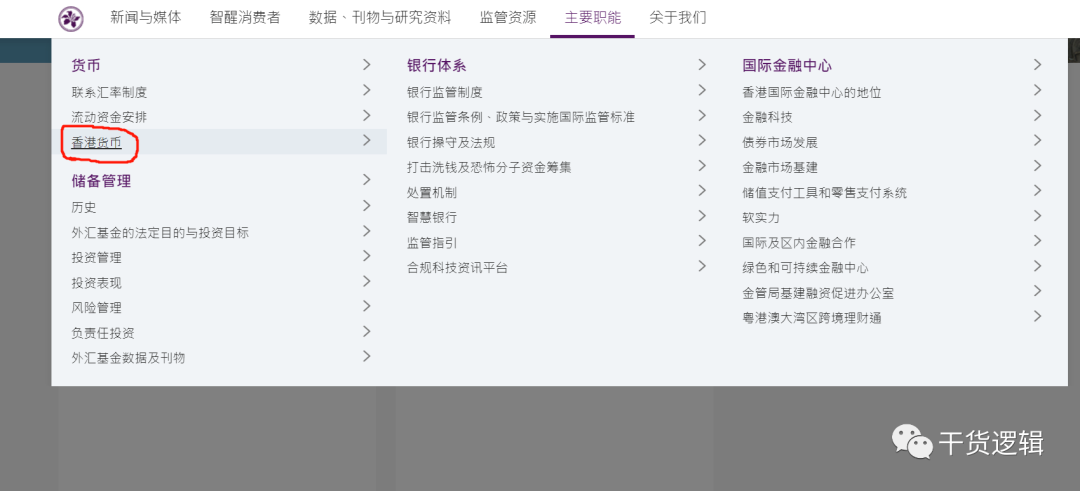 新闻与媒体 智醒消费者 数据、刊物与研究资料 监管资源 主要职能 关于我们
货币
联系汇率制度
流动资金安排
香港货币
储备管理
历史
外汇基金的法定目的与投资目标
投资管理
投资表现
风险管理
负责任投资
外汇基金数据及刊物
银行体系
银行监管制度
银行监管条例、政策与实施国际监管标准
银行操守及法规
打击洗钱及恐怖分子资金筹集
处置机制
智慧银行
监管指引
合规科技资讯平台
国际金融中心
香港国际金融中心的地位
金融科技
债券市场发展
金融市场基建
储值支付工具和零售支付系统
软实力
国际及区内金融合作
绿色和可持续金融中心
金管局基建融资促进办公室
粤港澳大湾区跨境理财通
干货逻辑